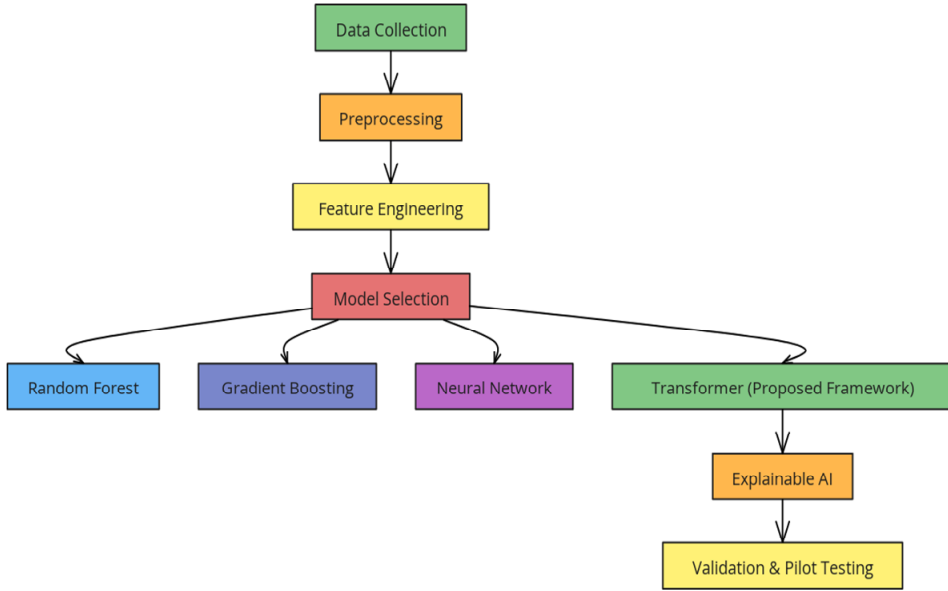 Data Collection
Preprocessing
Feature Engineering
Model Selection
Random Forest
Gradient Boosting
Neural Network
Transformer (Proposed Framework)
Explainable AI
Validation & Pilot Testing